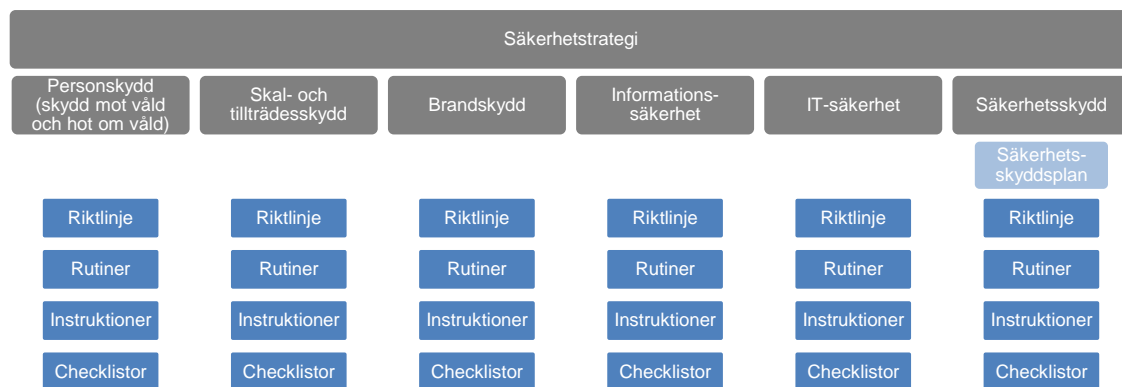 Säkerhetstrategi
Personskydd
(skydd mot våld
och hot om våld)
Skal- och
tillträdesskydd
Brandskydd
Informations-
säkerhet
IT-säkerhet
Säkerhetsskydd
Säkerhets-
skyddsplan
Riktlinje
Riktlinje
Riktlinje
Riktlinje
Riktlinje
Riktlinje
Rutiner
Rutiner
Rutiner
Rutiner
Rutiner
Rutiner
Instruktioner
Instruktioner
Instruktioner
Instruktioner
Instruktioner
Instruktioner
Checklistor
Checklistor
Checklistor
Checklistor
Checklistor
Checklistor